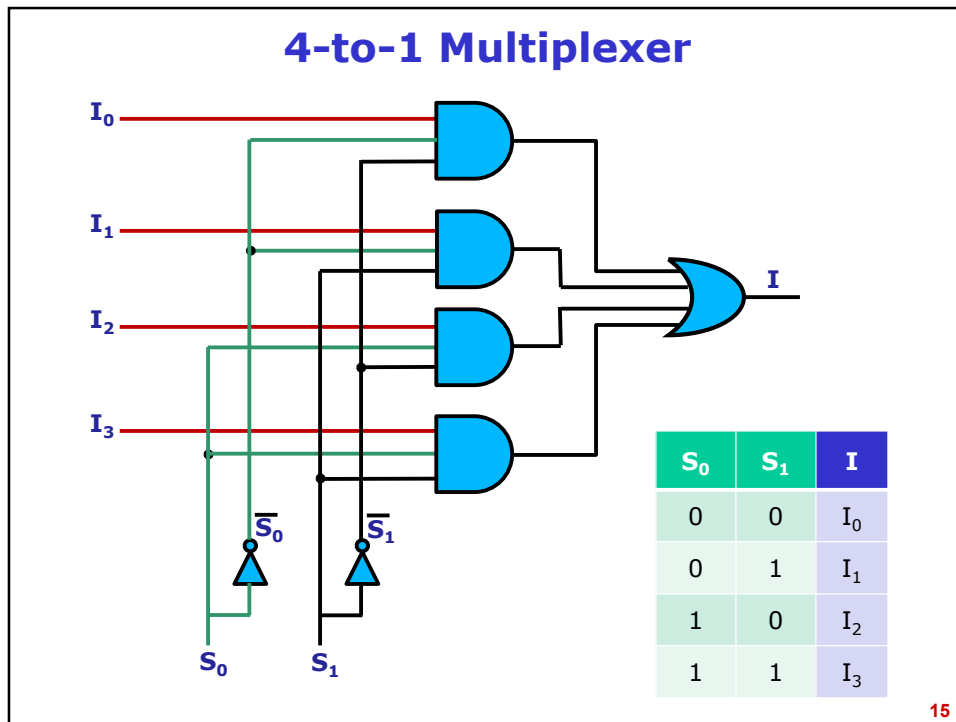 4-to-1 Multiplexer
I₀
I₁
I₂
I₃
I
S̅₀ S̅₁
S₀ S₁
S₀ S₁ I
0 0 I₀
0 1 I₁
1 0 I₂
1 1 I₃
15